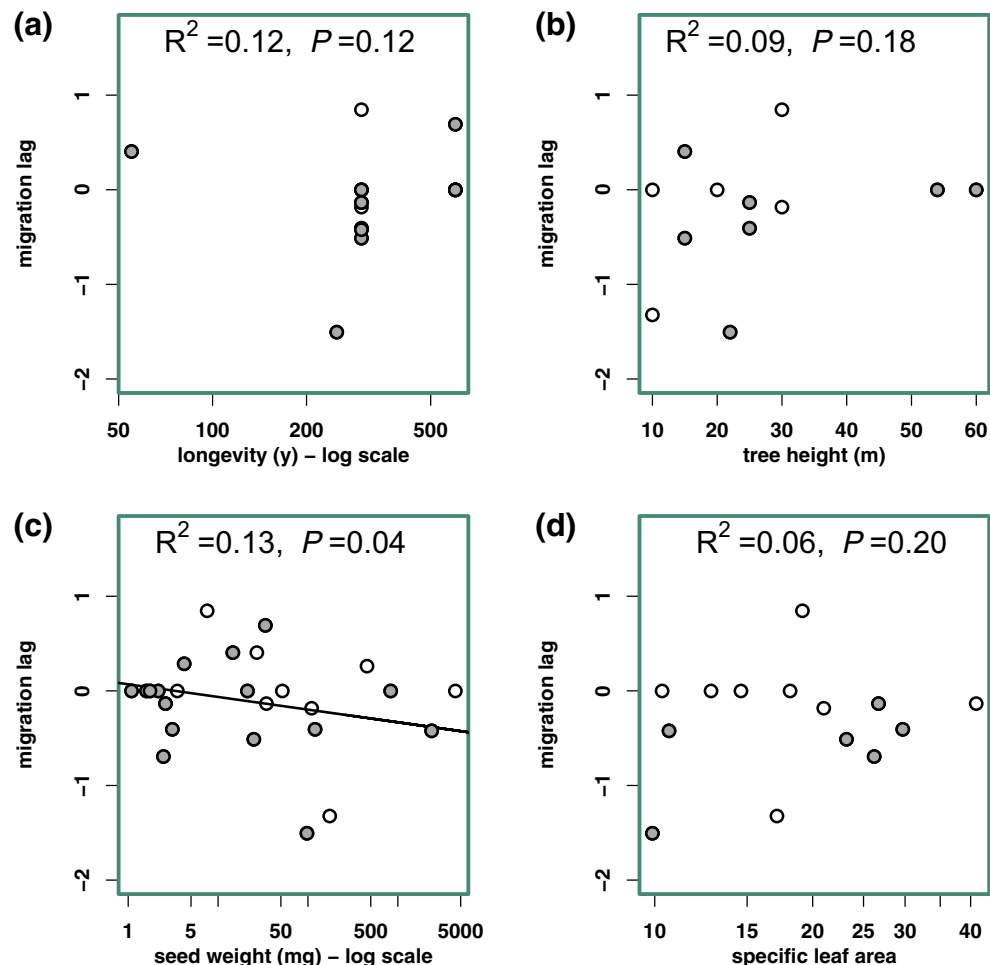 (a)
R² =0.12, P =0.12
migration lag
1
0
−1
−2
50 100 200 500
longevity (y) − log scale
(b)
R² =0.09, P =0.18
migration lag
1
0
−1
−2
10 20 30 40 50 60
tree height (m)
(c)
R² =0.13, P =0.04
migration lag
1
0
−1
−2
1 5 50 500 5000
seed weight (mg) − log scale
(d)
R² =0.06, P =0.20
migration lag
1
0
−1
−2
10 15 20 25 30 40
specific leaf area